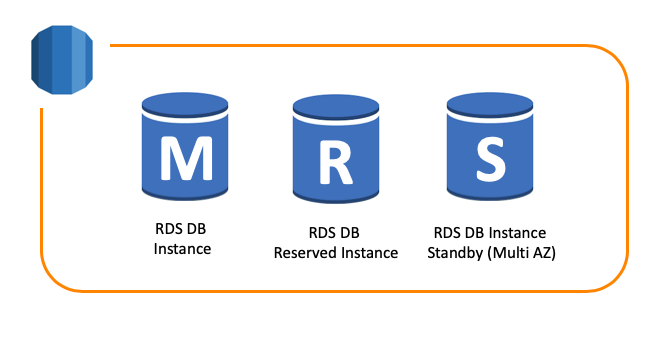 M
R
S
RDS DB
Instance
RDS DB
Reserved Instance
RDS DB Instance
Standby (Multi AZ)